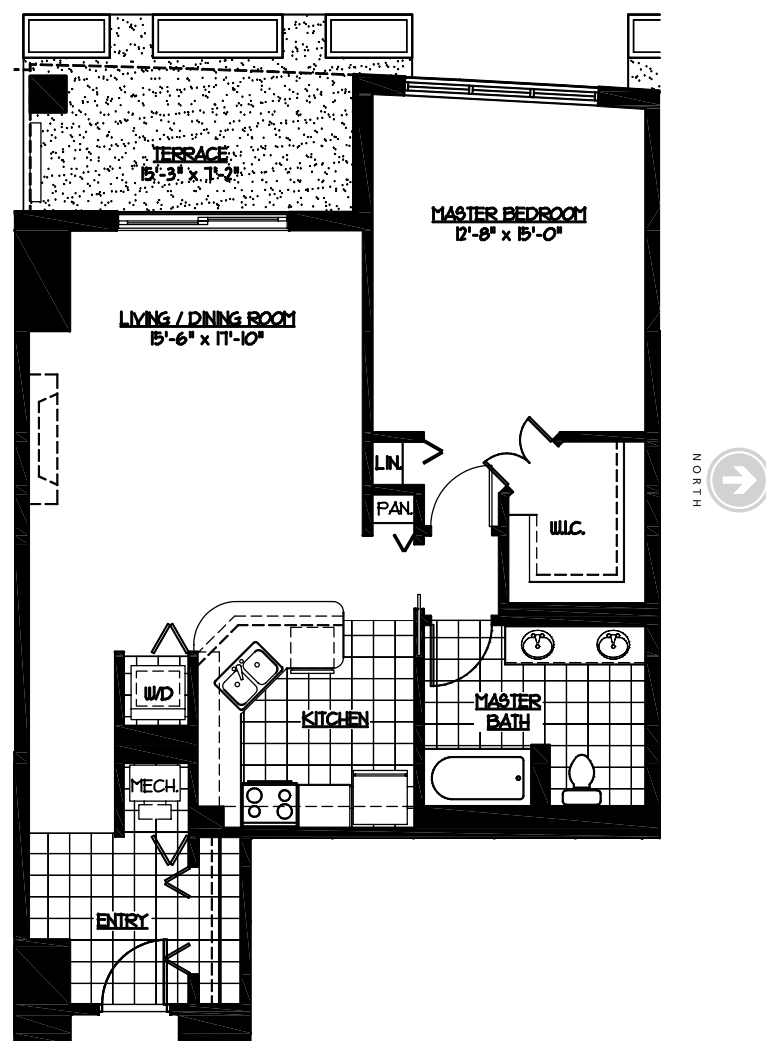 TERRACE
15'-3" x 7'-2"
MASTER BEDROOM
12'-8" x 15'-0"
LIVING / DINING ROOM
15'-6" x 17'-10"
LIN.
PAN.
W.I.C.
NORTH
W/D
KITCHEN
MASTER
BATH
MECH.
ENTRY